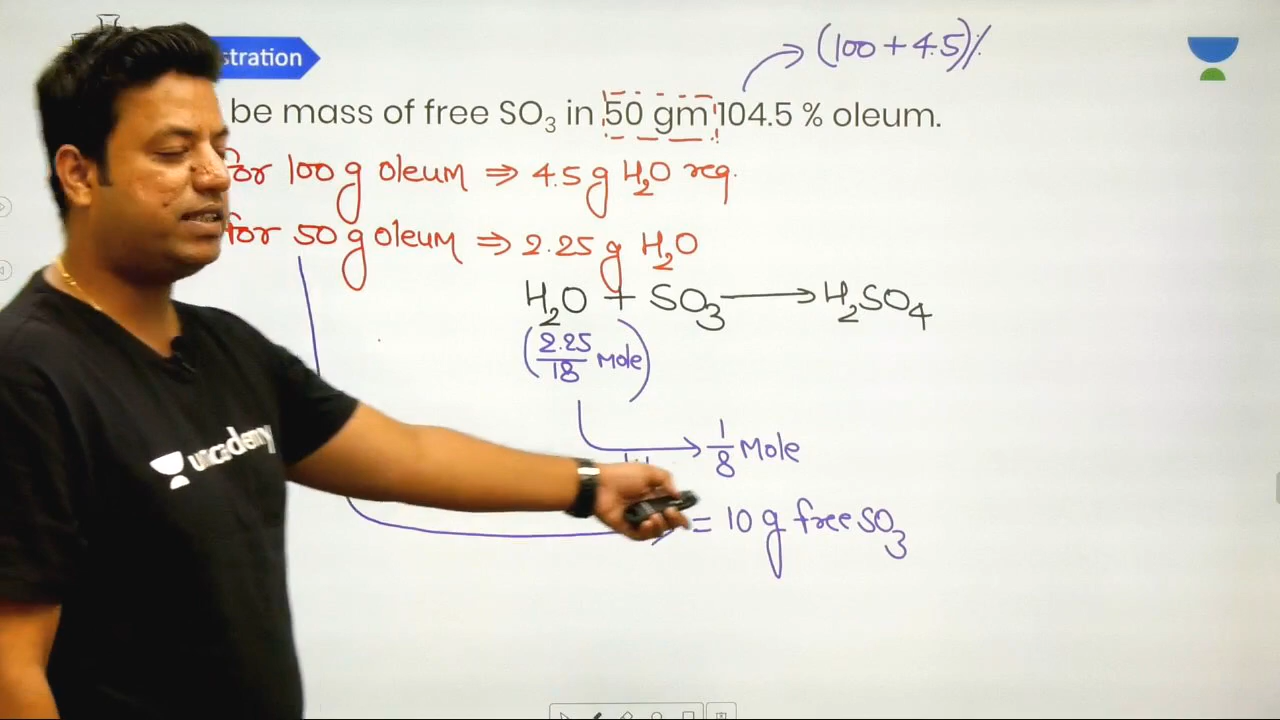 stration
(100 + 4.5)%
be mass of free SO₃ in 50 gm 104.5 % oleum.
for 100 g oleum ⇒ 4.5 g H₂O req.
for 50 g oleum ⇒ 2.25 g H₂O
H₂O + SO₃ → H₂SO₄
(2.25/18 Mole)
1/8 Mole
= 10 g free SO₃
unacademy